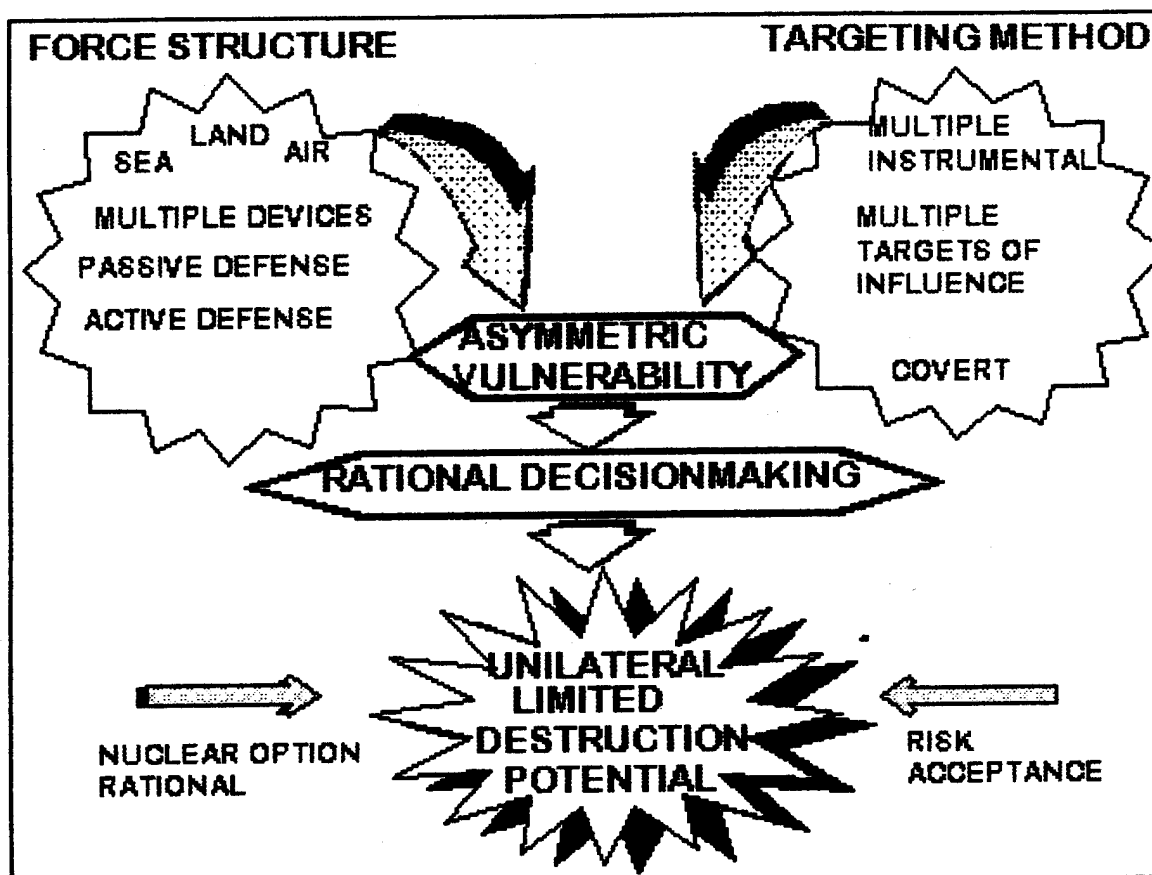 FORCE STRUCTURE
TARGETING METHOD
LAND
SEA
AIR
MULTIPLE DEVICES
PASSIVE DEFENSE
ACTIVE DEFENSE
MULTIPLE
INSTRUMENTAL
MULTIPLE
TARGETS OF
INFLUENCE
COVERT
ASYMMETRIC
VULNERABILITY
RATIONAL DECISIONMAKING
UNILATERAL
LIMITED
DESTRUCTION
POTENTIAL
NUCLEAR OPTION
RATIONAL
RISK
ACCEPTANCE